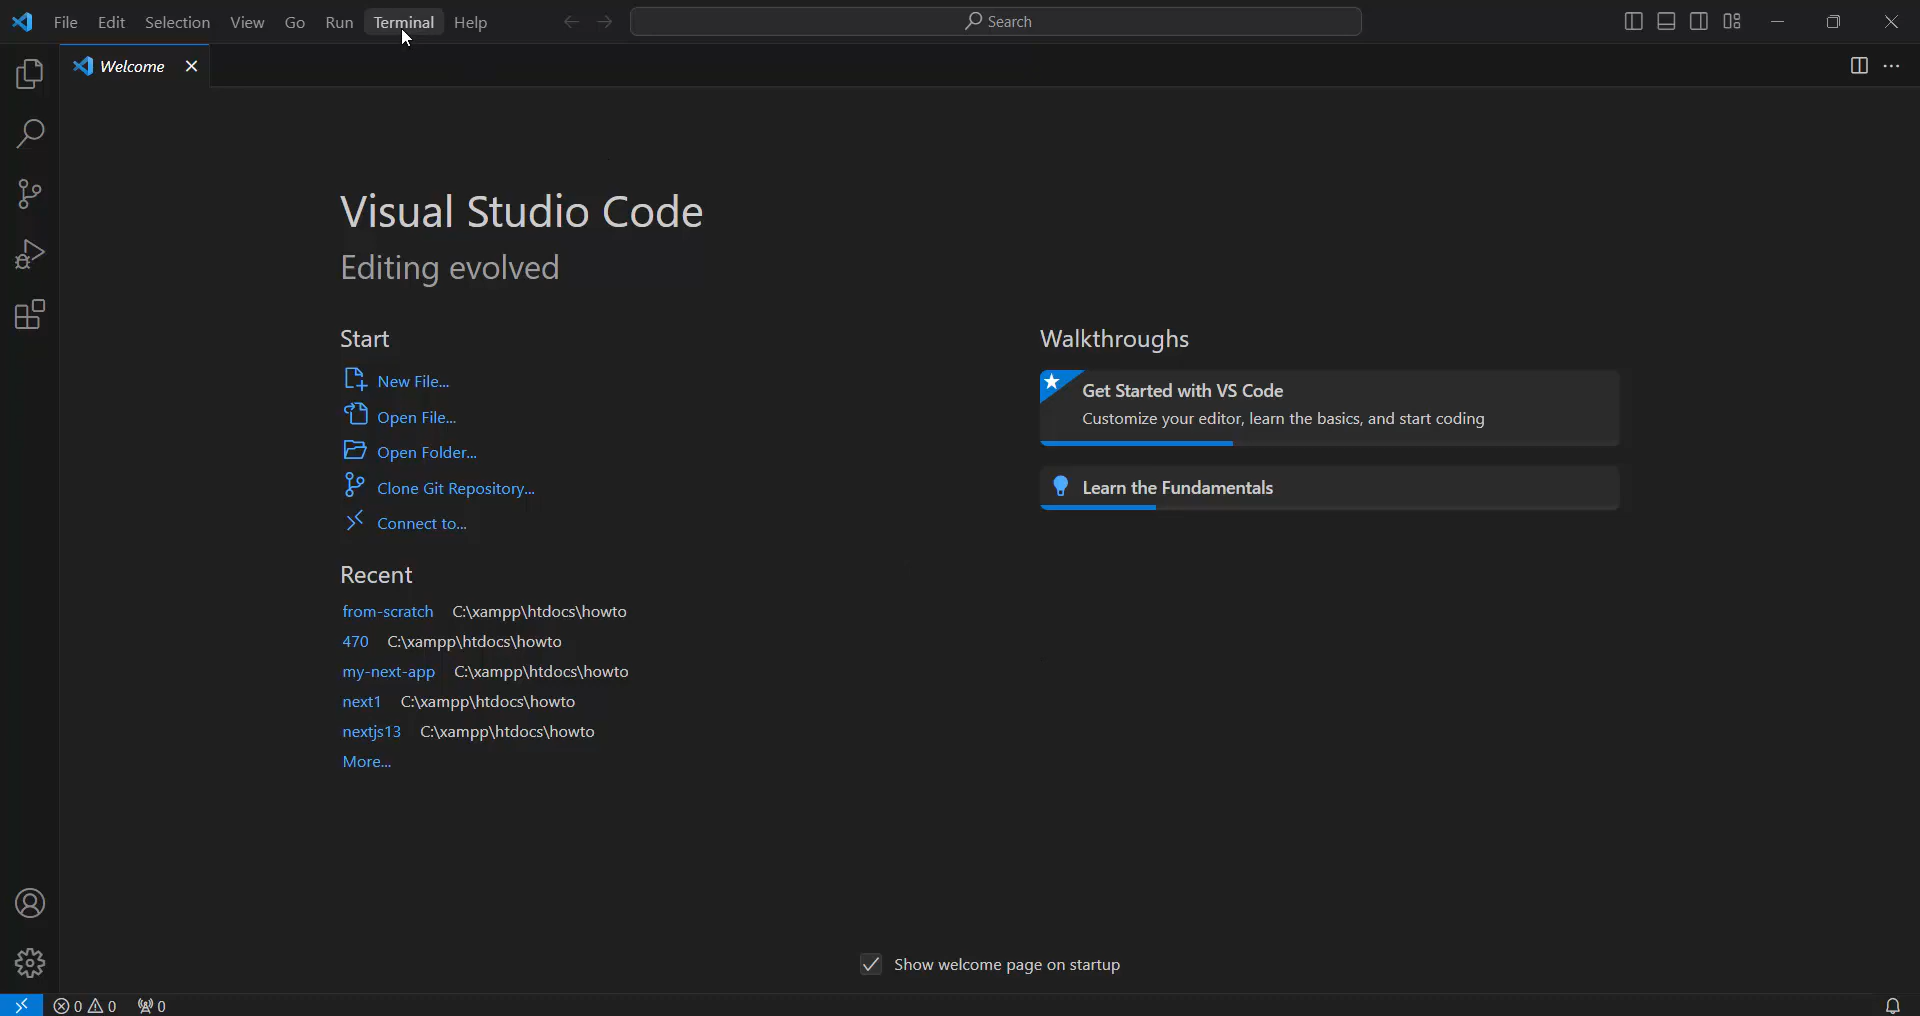 File Edit Selection View Go Run Terminal Help
Search
Welcome
Visual Studio Code
Editing evolved
Start
New File...
Open File...
Open Folder...
Clone Git Repository...
Connect to...
Recent
from-scratch C:\xampp\htdocs\howto
470 C:\xampp\htdocs\howto
my-next-app C:\xampp\htdocs\howto
next1 C:\xampp\htdocs\howto
nextjs13 C:\xampp\htdocs\howto
More...
Walkthroughs
Get Started with VS Code
Customize your editor, learn the basics, and start coding
Learn the Fundamentals
Show welcome page on startup
0 0 0